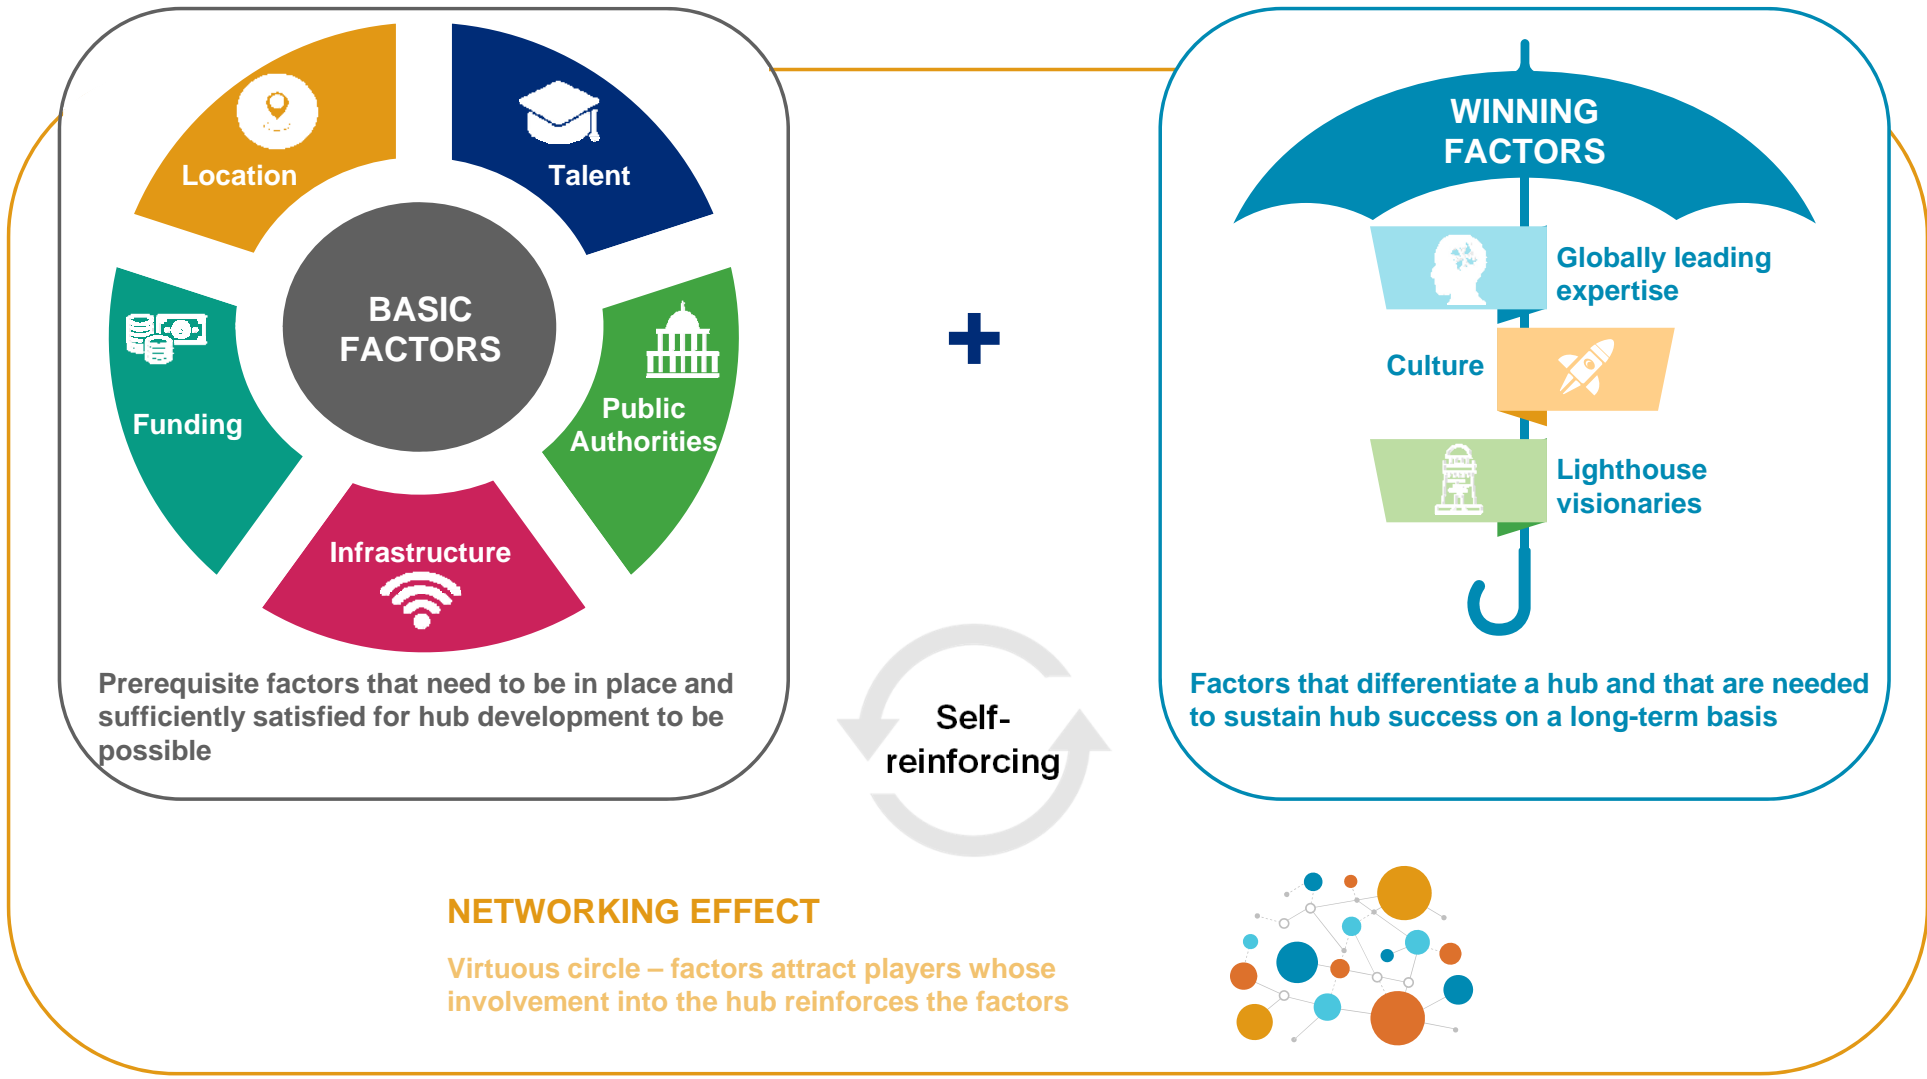 Location
Talent
BASIC
FACTORS
Funding
Public
Authorities
Infrastructure
Prerequisite factors that need to be in place and
sufficiently satisfied for hub development to be
possible
+
WINNING
FACTORS
Globally leading
expertise
Culture
Lighthouse
visionaries
Factors that differentiate a hub and that are needed
to sustain hub success on a long-term basis
Self-
reinforcing
NETWORKING EFFECT
Virtuous circle – factors attract players whose
involvement into the hub reinforces the factors